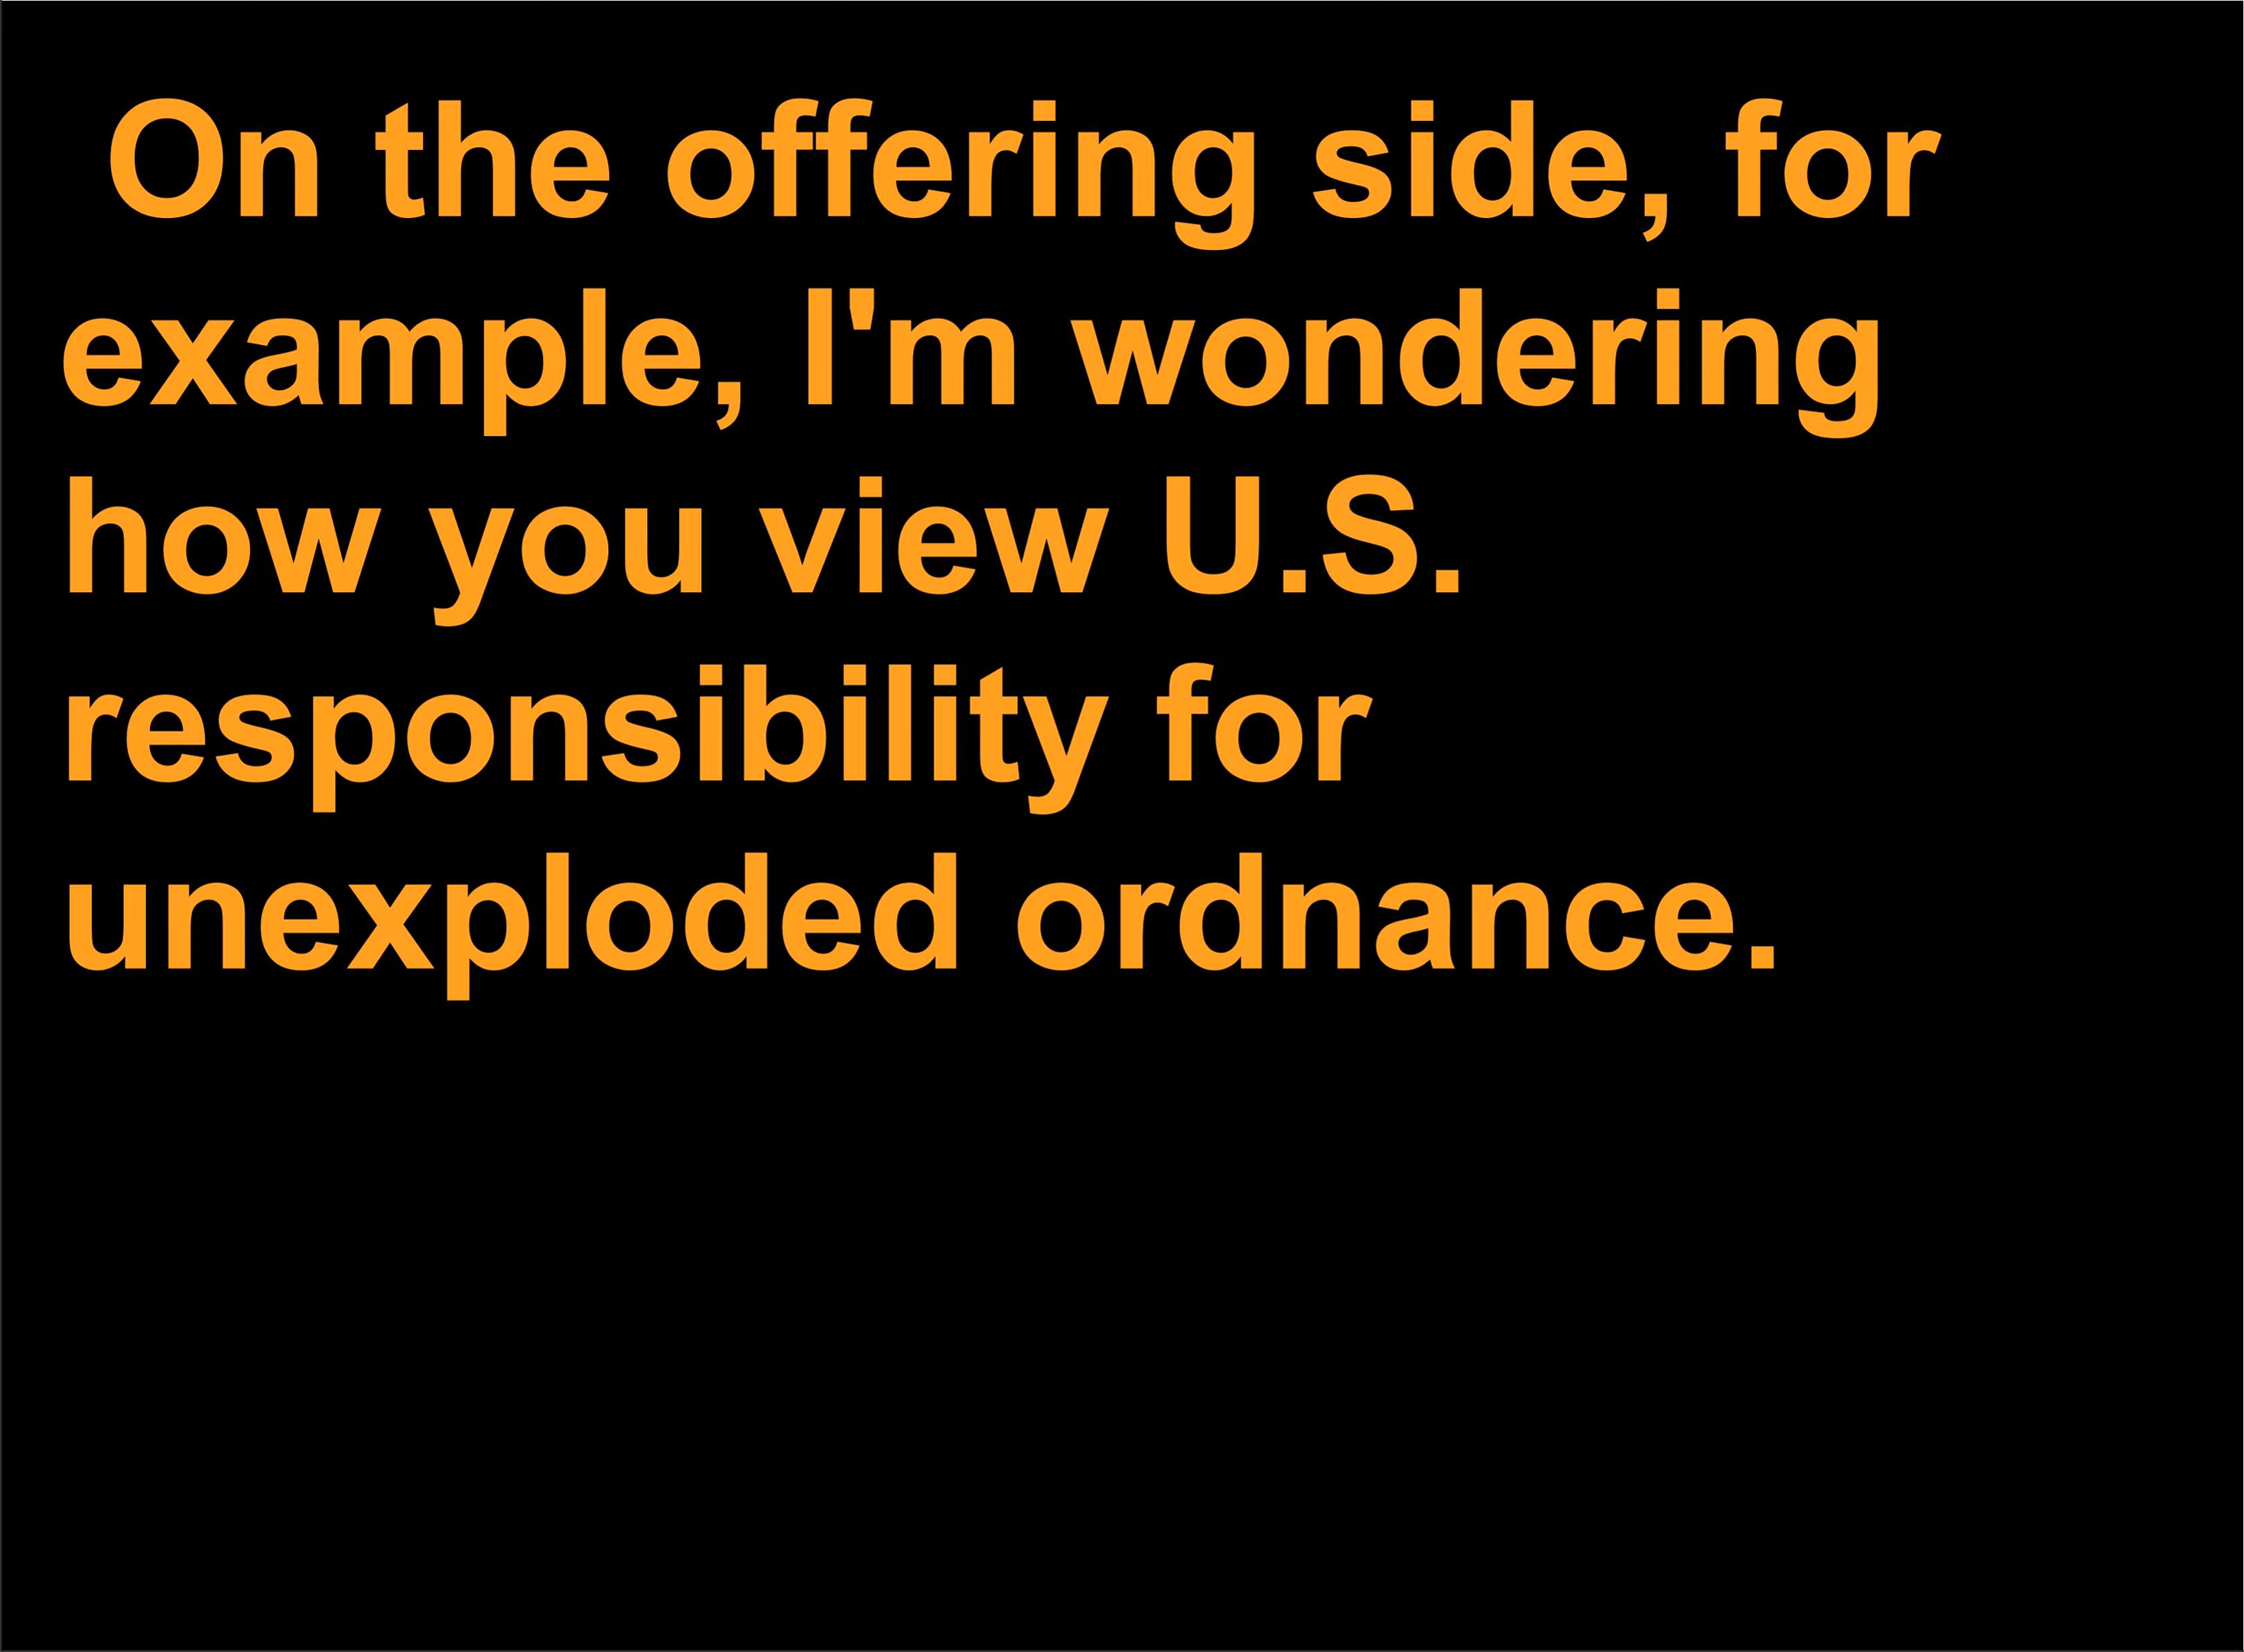 On the offering side, for
example, I'm wondering
how you view U.S.
responsibility for
unexploded ordnance.